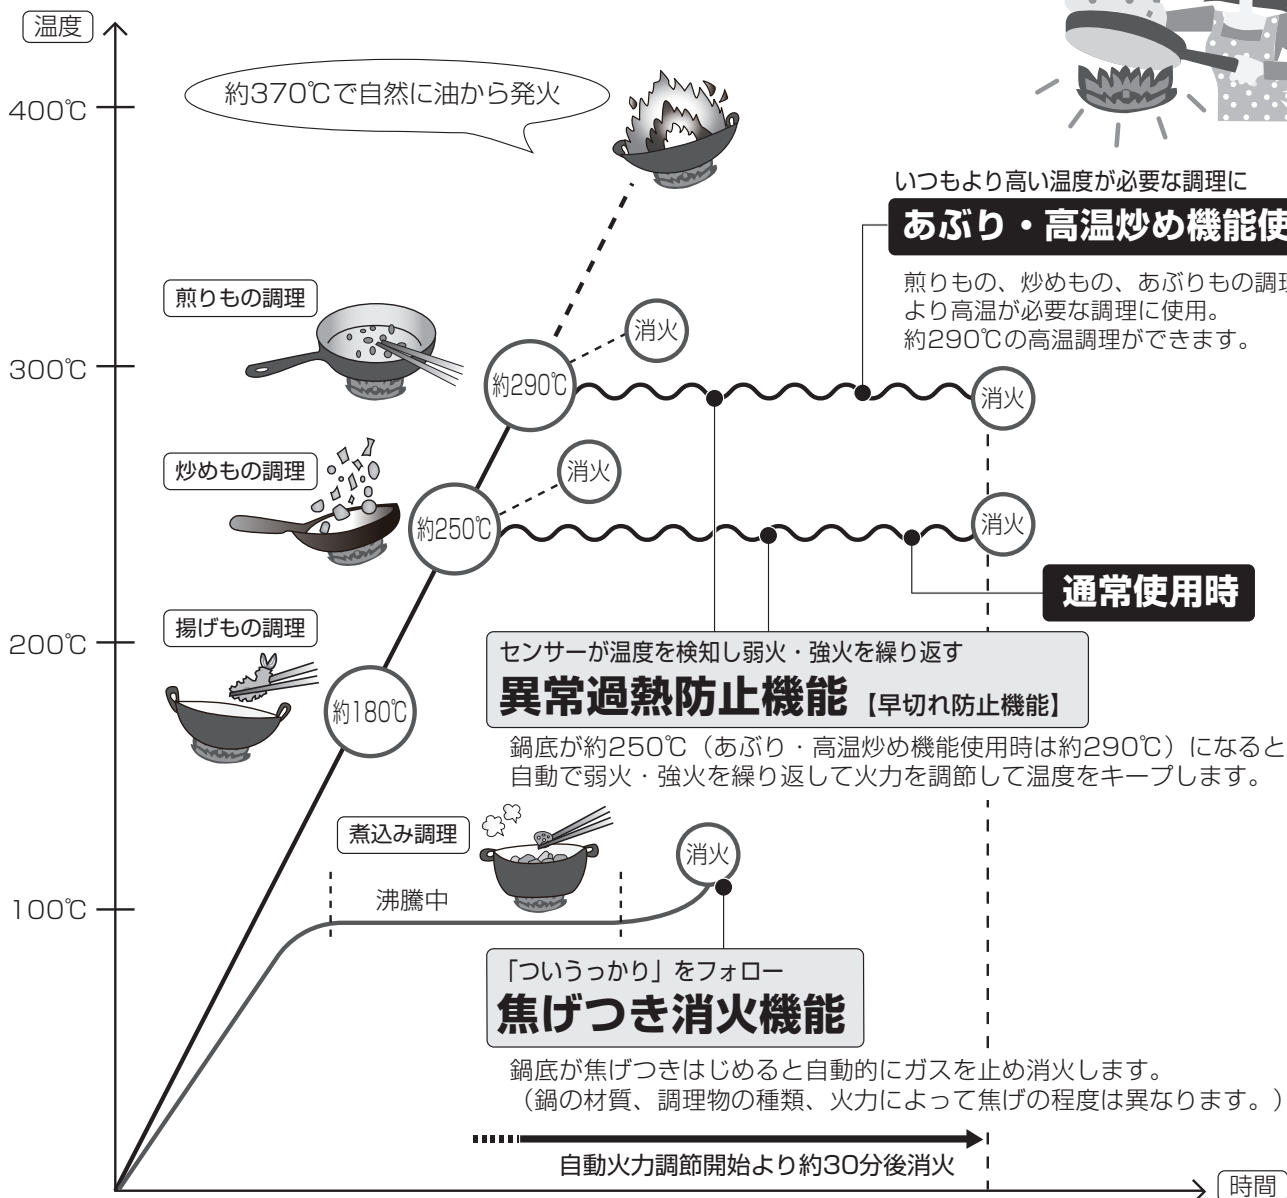 温度
400℃
約370℃で自然に油から発火
いつもより高い温度が必要な調理に
あぶり・高温炒め機能使
煎りもの、炒めもの、あぶりもの調理
より高温が必要な調理に使用。
約290℃の高温調理ができます。
煎りもの調理
消火
300℃
約290℃
消火
炒めもの調理
消火
約250℃
消火
通常使用時
揚げもの調理
200℃
センサーが温度を検知し弱火・強火を繰り返す
異常過熱防止機能【早切れ防止機能】
約180℃
鍋底が約250℃（あぶり・高温炒め機能使用時は約290℃）になると
自動で弱火・強火を繰り返して火力を調節して温度をキープします。
煮込み調理
消火
沸騰中
100℃
「ついうっかり」をフォロー
焦げつき消火機能
鍋底が焦げつきはじめると自動的にガスを止め消火します。
（鍋の材質、調理物の種類、火力によって焦げの程度は異なります。）
自動火力調節開始より約30分後消火
時間